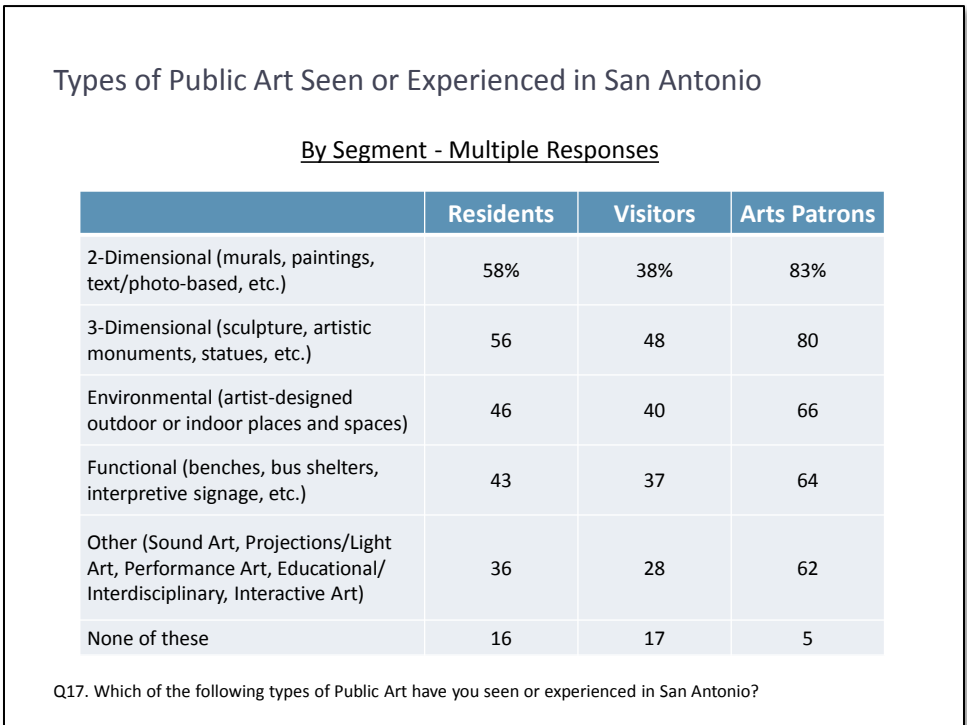 Types of Public Art Seen or Experienced in San Antonio
By Segment - Multiple Responses
Residents Visitors Arts Patrons
2-Dimensional (murals, paintings,
text/photo-based, etc.) 58% 38% 83%
3-Dimensional (sculpture, artistic
monuments, statues, etc.) 56 48 80
Environmental (artist-designed
outdoor or indoor places and spaces) 46 40 66
Functional (benches, bus shelters,
interpretive signage, etc.) 43 37 64
Other (Sound Art, Projections/Light
Art, Performance Art, Educational/
Interdisciplinary, Interactive Art) 36 28 62
None of these 16 17 5
Q17. Which of the following types of Public Art have you seen or experienced in San Antonio?